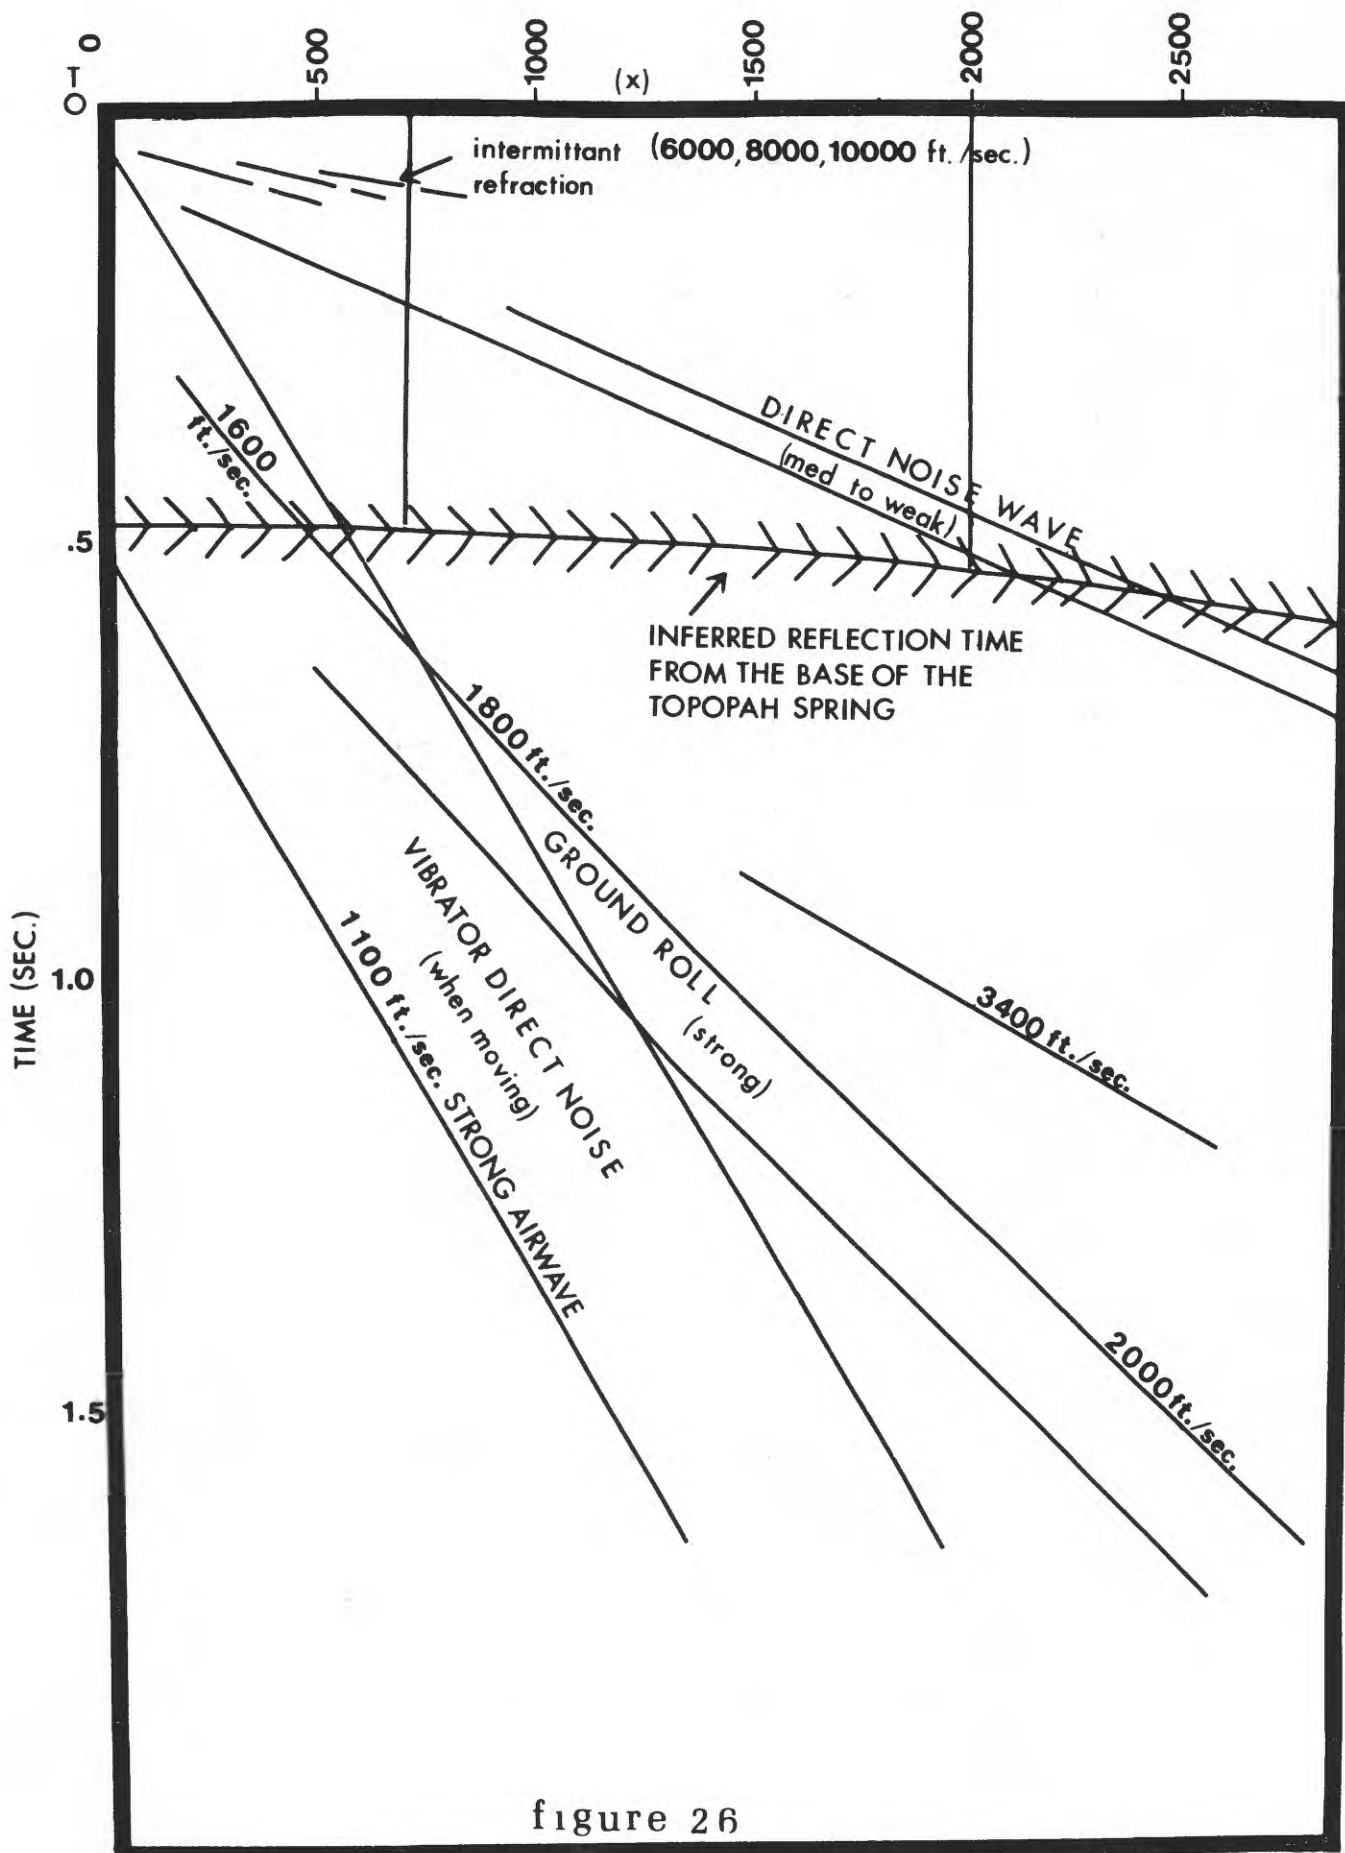 0
500
1000
(x)
1500
2000
2500
T
O
intermittant (6000,8000,10000 ft./sec.)
refraction
DIRECT NOISE WAVE
(med to weak)
1600
ft./sec.
.5
INFERRED REFLECTION TIME
FROM THE BASE OF THE
TOPOPAH SPRING
1800 ft./sec.
GROUND ROLL
(strong)
VIBRATOR DIRECT NOISE
(when moving)
1100 ft./sec. STRONG AIRWAVE
3400 ft./sec.
TIME (SEC.)
1.0
2000 ft./sec.
1.5
figure 26